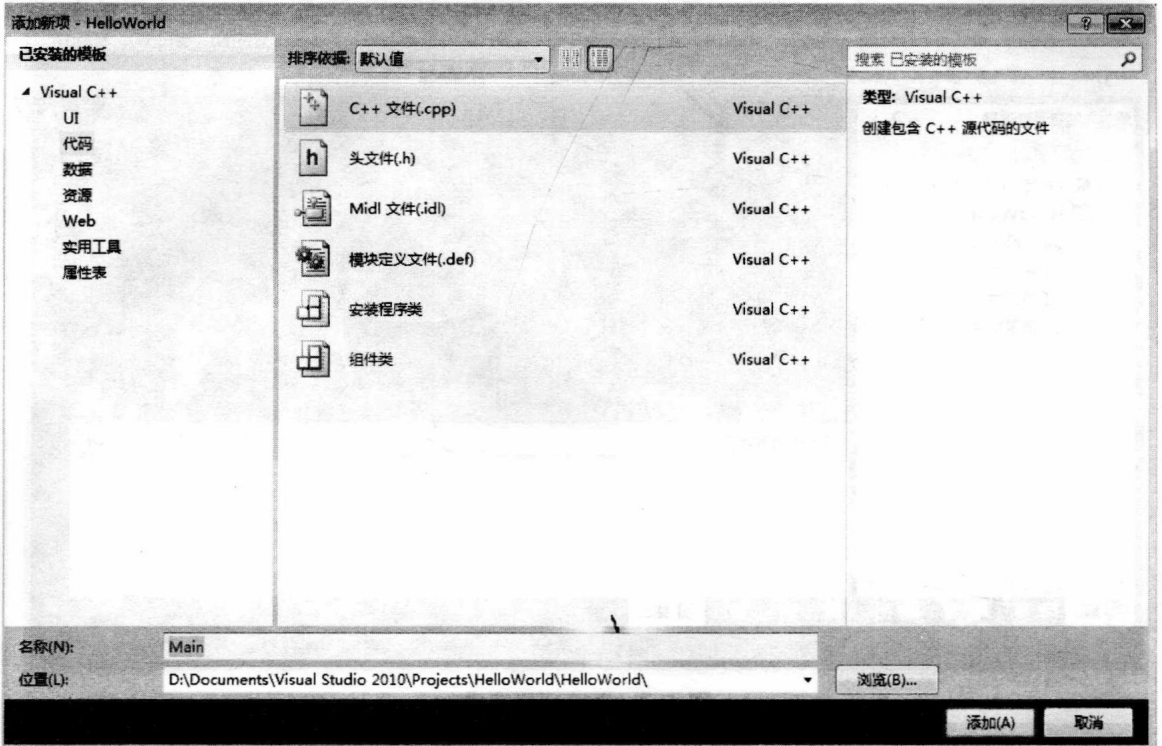 添加新项 - HelloWorld
已安装的模板
Visual C++
UI
代码
数据
资源
Web
实用工具
属性表
排序依据: 默认值
C++ 文件(.cpp) Visual C++
头文件(.h) Visual C++
Midl 文件(.idl) Visual C++
模块定义文件(.def) Visual C++
安装程序类 Visual C++
组件类 Visual C++
搜索 已安装的模板
类型: Visual C++
创建包含 C++ 源代码的文件
名称(N): Main
位置(L): D:\Documents\Visual Studio 2010\Projects\HelloWorld\HelloWorld\
浏览(B)...
添加(A) 取消